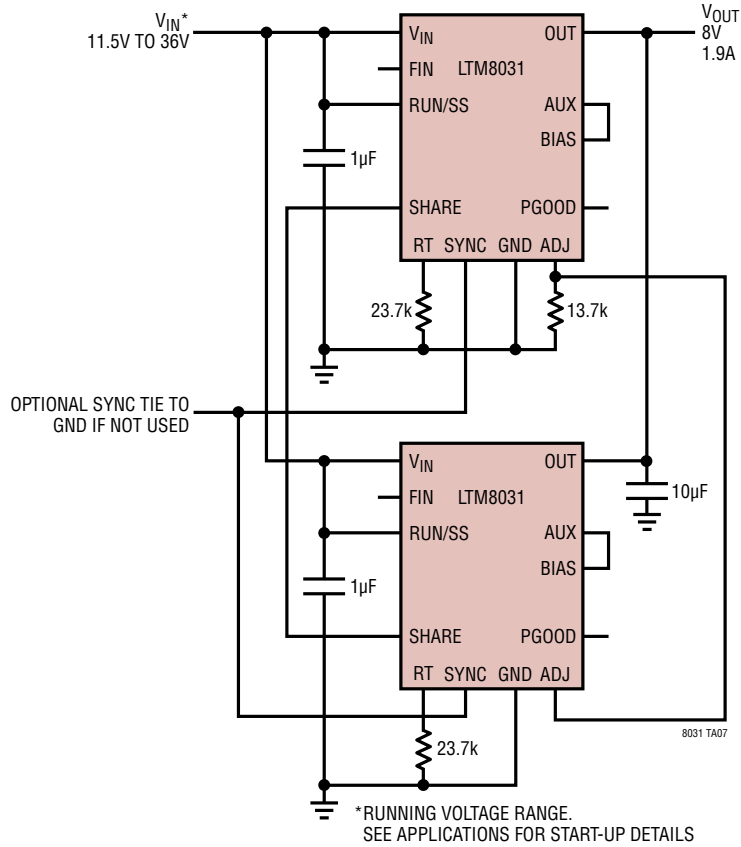 VIN*
11.5V TO 36V
VOUT
8V
1.9A
VIN
OUT
FIN
LTM8031
RUN/SS
AUX
BIAS
1µF
SHARE
PGOOD
RT SYNC GND ADJ
23.7k
13.7k
OPTIONAL SYNC TIE TO
GND IF NOT USED
VIN
OUT
FIN
LTM8031
10µF
RUN/SS
AUX
BIAS
1µF
SHARE
PGOOD
RT SYNC GND ADJ
8031 TA07
23.7k
*RUNNING VOLTAGE RANGE.
SEE APPLICATIONS FOR START-UP DETAILS